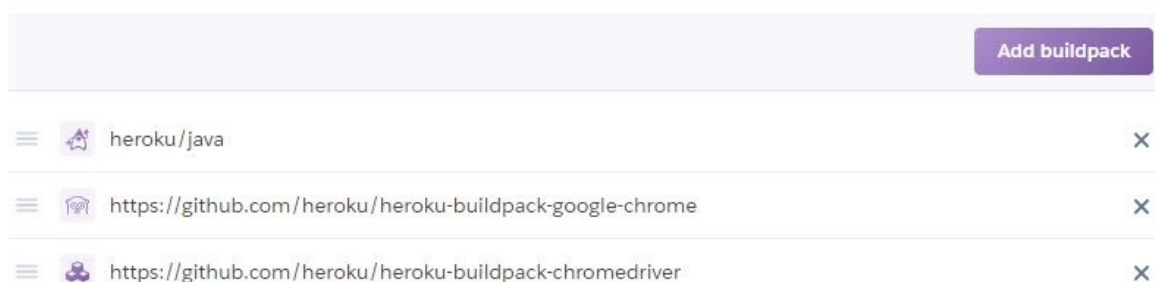 Add buildpack
heroku/java
https://github.com/heroku/heroku-buildpack-google-chrome
https://github.com/heroku/heroku-buildpack-chromedriver